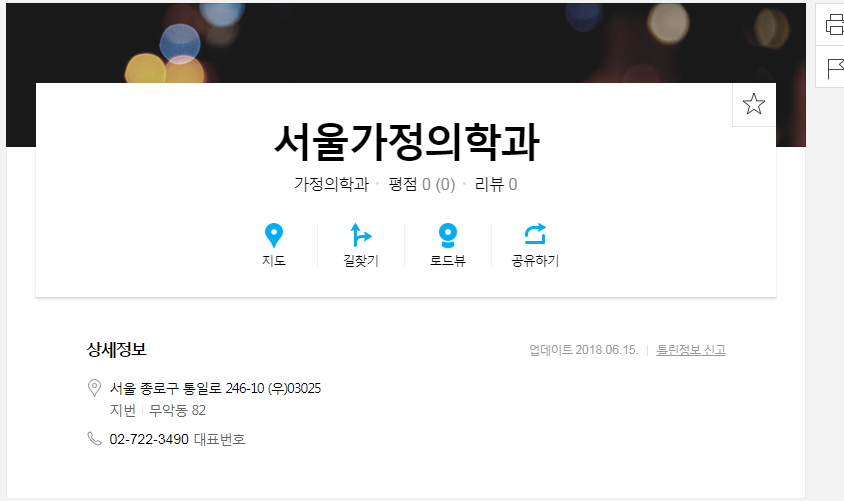 서울가정의학과
가정의학과 · 평점 0 (0) · 리뷰 0
지도 길찾기 로드뷰 공유하기
상세정보 업데이트 2018.06.15. 틀린정보 신고
서울 종로구 통일로 246-10 (우)03025
지번 무악동 82
02-722-3490 대표번호